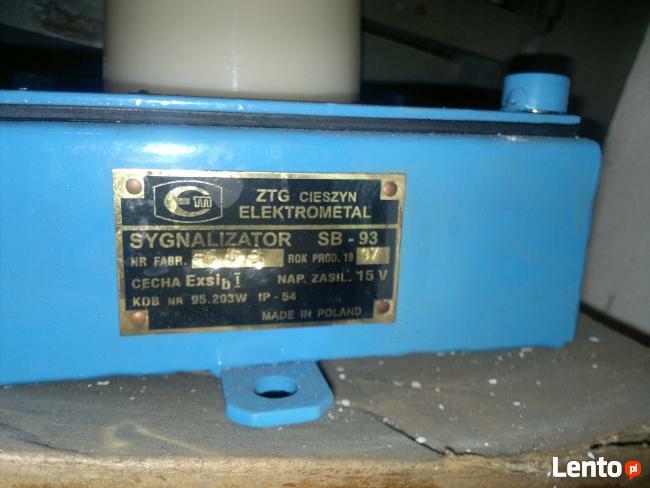 ZTG CIESZYN
ELEKTROMETAL
SYGNALIZATOR SB - 93
NR FABR. ROK PROD. 19 97
CECHA ExsibI NAP. ZASIL. 15 V
KDB NR 95.203W IP - 54
MADE IN POLAND
Lento.pl